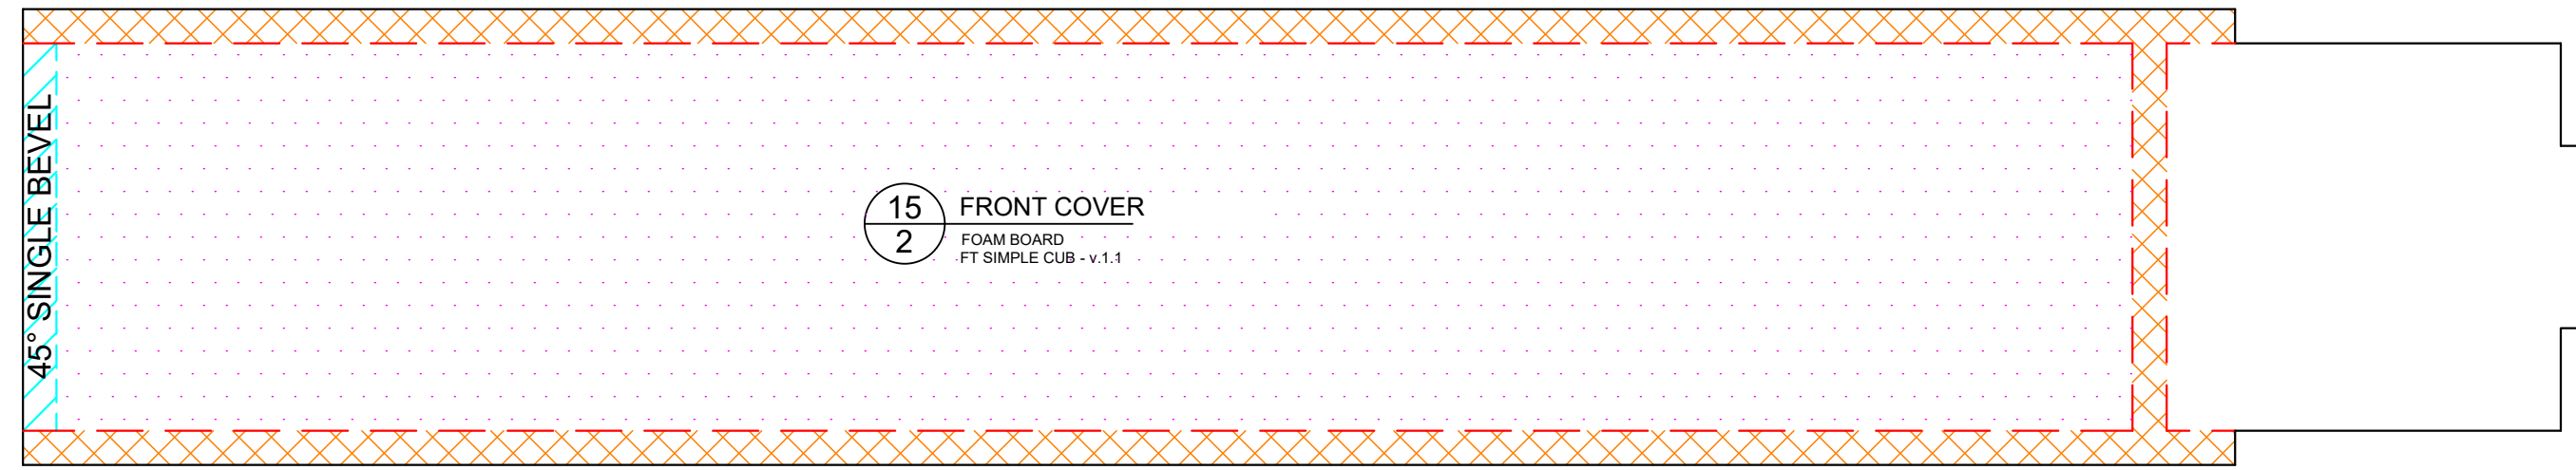 45° SINGLE BEVEL
15
2
FRONT COVER
FOAM BOARD
FT SIMPLE CUB - v.1.1